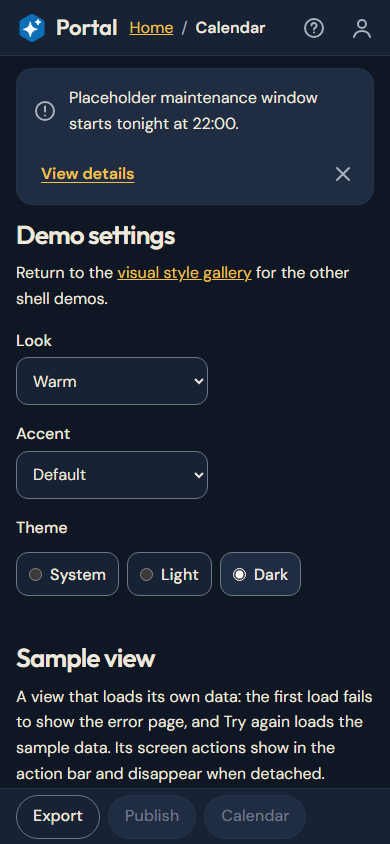 Portal Home / Calendar
Placeholder maintenance window
starts tonight at 22:00.
View details
Demo settings
Return to the visual style gallery for the other
shell demos.
Look
Warm
Accent
Default
Theme
System Light Dark
Sample view
A view that loads its own data: the first load fails
to show the error page, and Try again loads the
sample data. Its screen actions show in the
action bar and disappear when detached.
Export Publish Calendar